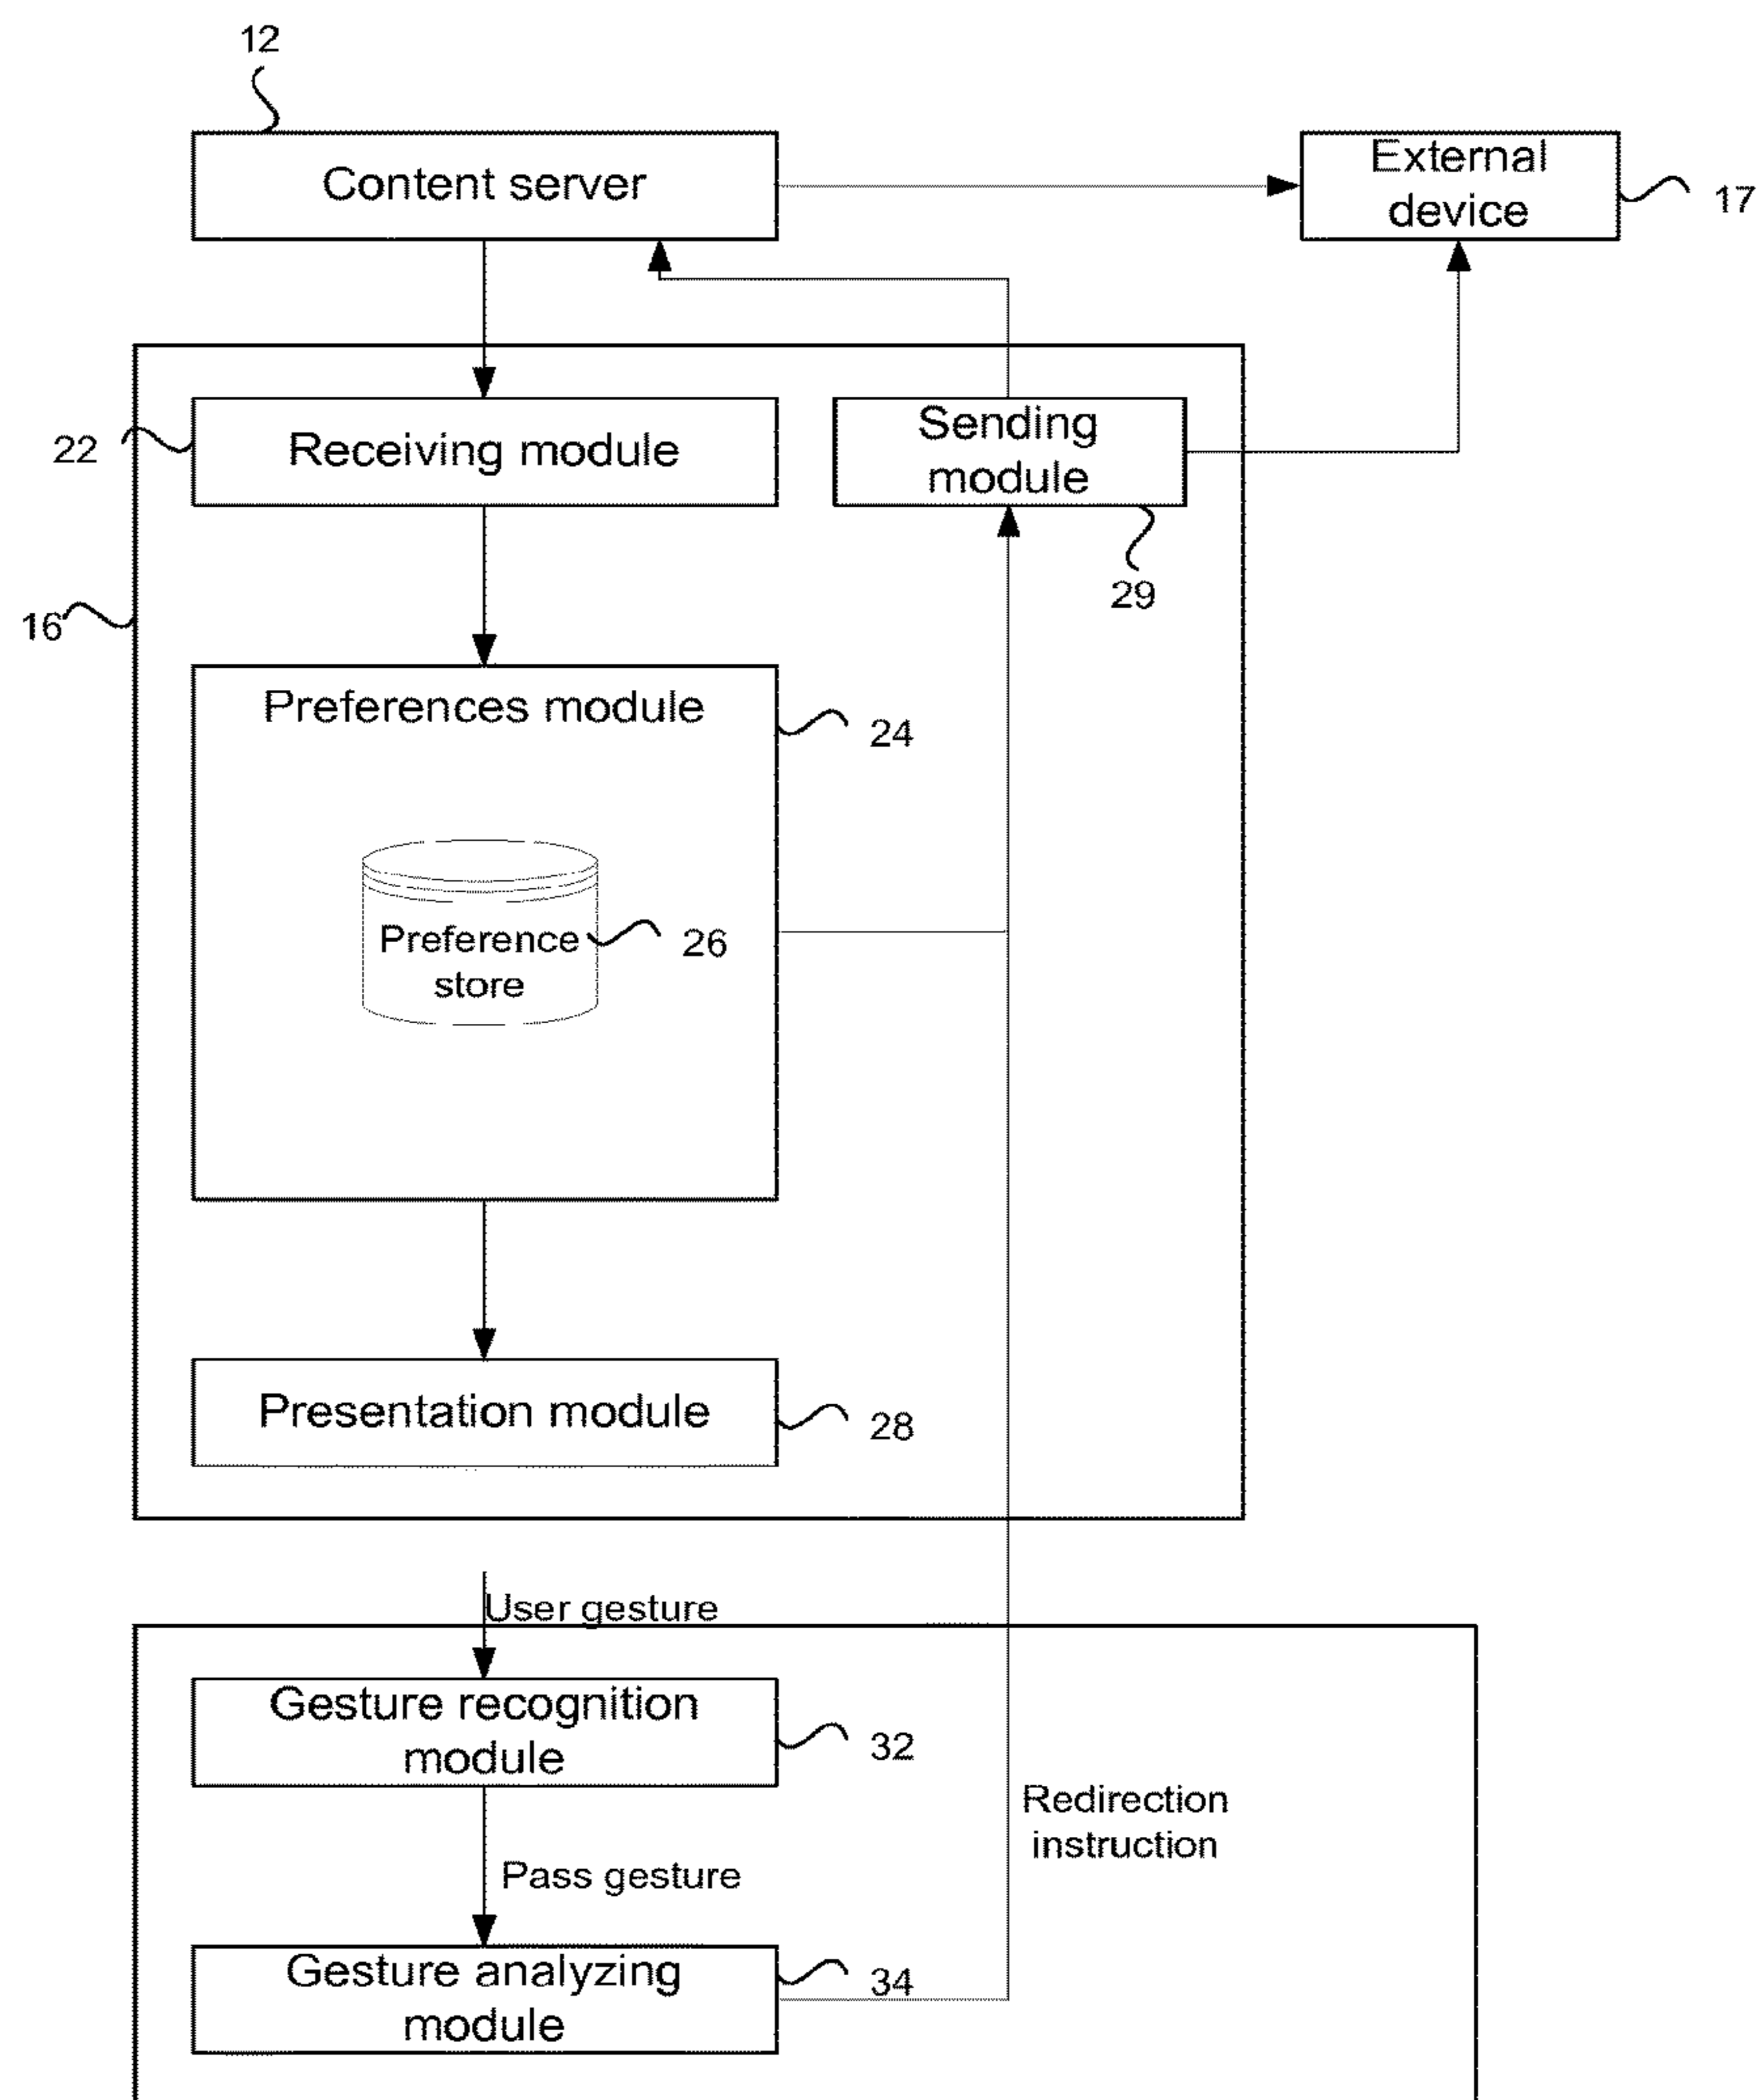 12
Content server
External
device
17
22
Receiving module
Sending
module
29
16
Preferences module
24
Preference
store
26
Presentation module
28
User gesture
Gesture recognition
module
32
Redirection
instruction
Pass gesture
Gesture analyzing
module
34